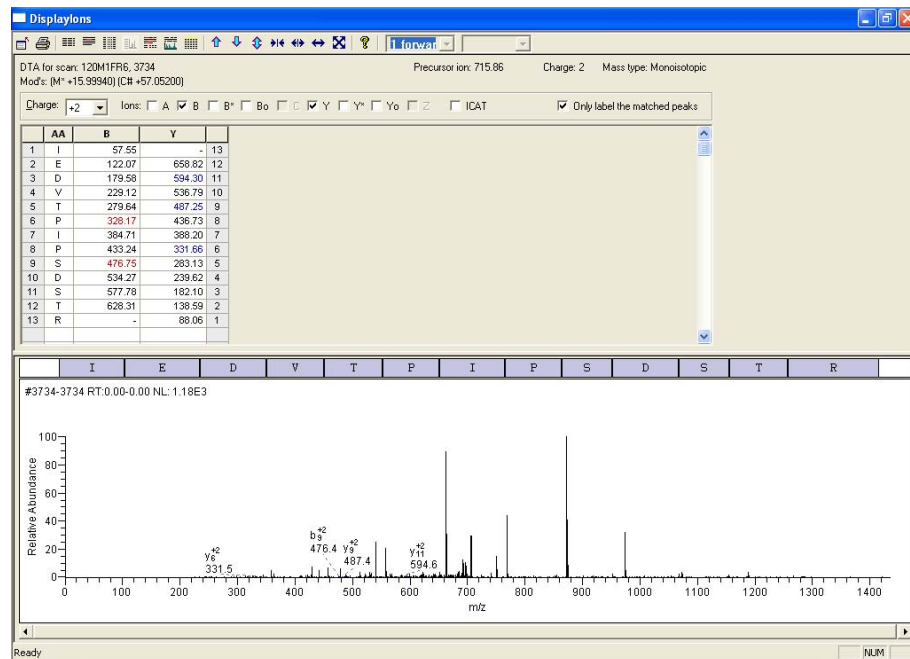 DisplayIons
1 forwar
DTA for scan: 120M1FR6, 3734 Precursor ion: 715.86 Charge: 2 Mass type: Monoisotopic
Mod's: (M* +15.99940) (C# +57.05200)
Charge: +2 Ions: A B B* Bo C Y Y* Yo Z ICAT Only label the matched peaks
AA B Y
1 I 57.55 - 13
2 E 122.07 658.82 12
3 D 179.58 594.30 11
4 V 229.12 536.79 10
5 T 279.64 487.25 9
6 P 328.17 436.73 8
7 I 384.71 388.20 7
8 P 433.24 331.66 6
9 S 476.75 283.13 5
10 D 534.27 239.62 4
11 S 577.78 182.10 3
12 T 628.31 138.59 2
13 R - 88.06 1
I E D V T P I P S D S T R
#3734-3734 RT:0.00-0.00 NL: 1.18E3
100
80
60
40
20
0
Relative Abundance
y6+2
331.5
b9+2
476.4
y9+2
487.4
y11+2
594.6
0 100 200 300 400 500 600 700 800 900 1000 1100 1200 1300 1400
m/z
Ready NUM